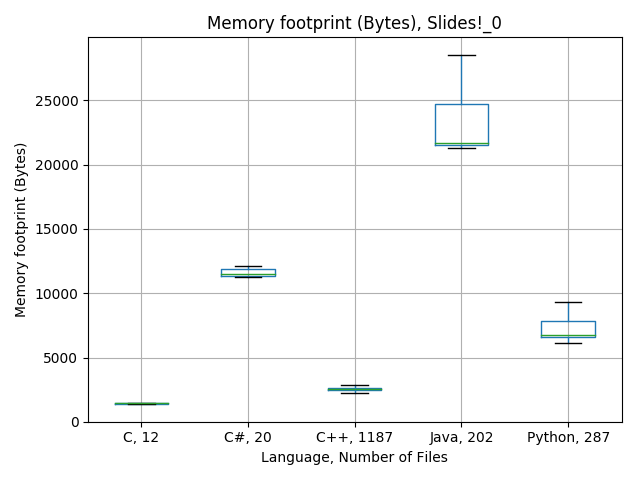 Memory footprint (Bytes), Slides!_0
25000
20000
15000
10000
5000
0
Memory footprint (Bytes)
C, 12
C#, 20
C++, 1187
Java, 202
Python, 287
Language, Number of Files